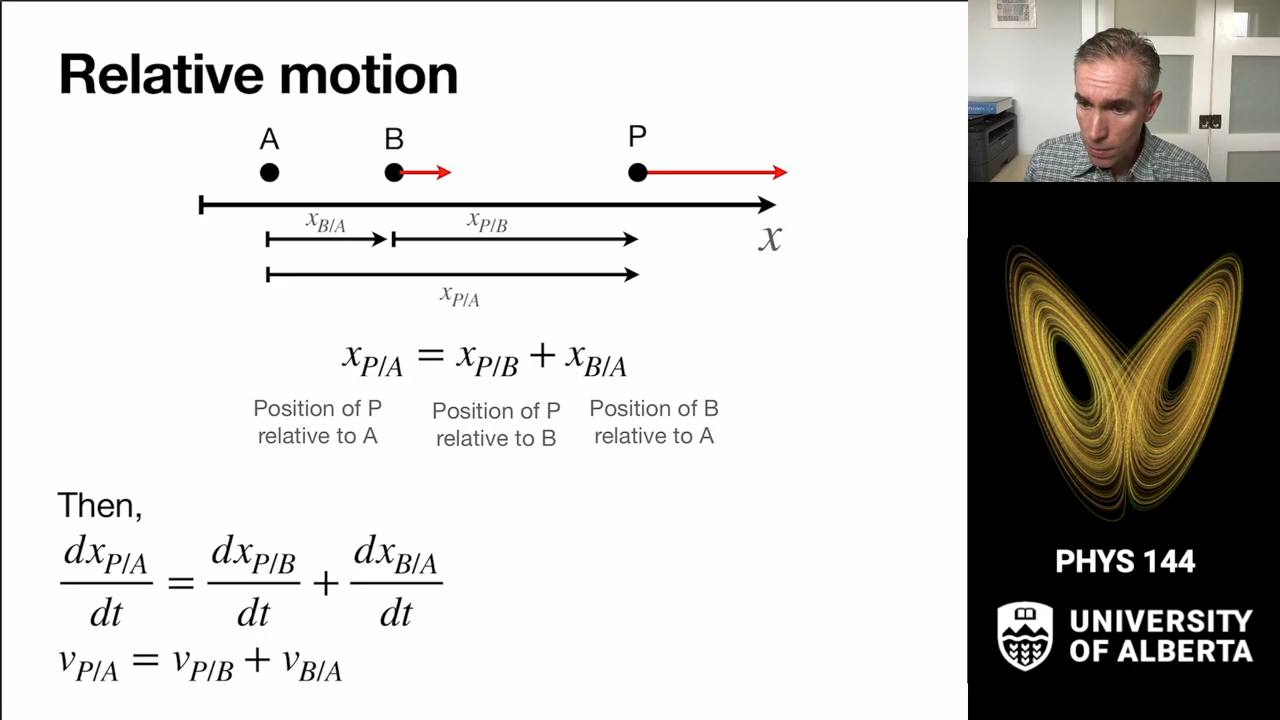 Relative motion
A B P
x_{B/A} x_{P/B}
x
x_{P/A}
x_{P/A} = x_{P/B} + x_{B/A}
Position of P
relative to A
Position of P
relative to B
Position of B
relative to A
Then,
dx_{P/A}/dt = dx_{P/B}/dt + dx_{B/A}/dt
v_{P/A} = v_{P/B} + v_{B/A}
PHYS 144
UNIVERSITY
OF ALBERTA